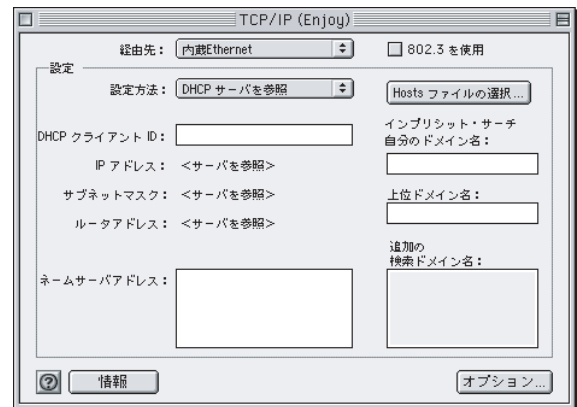 TCP/IP (Enjoy)
経由先： 内蔵Ethernet
802.3 を使用
設定
設定方法： DHCP サーバを参照
Hosts ファイルの選択...
DHCP クライアント ID：
インプリシット・サーチ
自分のドメイン名：
IP アドレス： <サーバを参照>
サブネットマスク： <サーバを参照>
上位ドメイン名：
ルータアドレス： <サーバを参照>
追加の
検索ドメイン名：
ネームサーバアドレス：
?
情報
オプション...